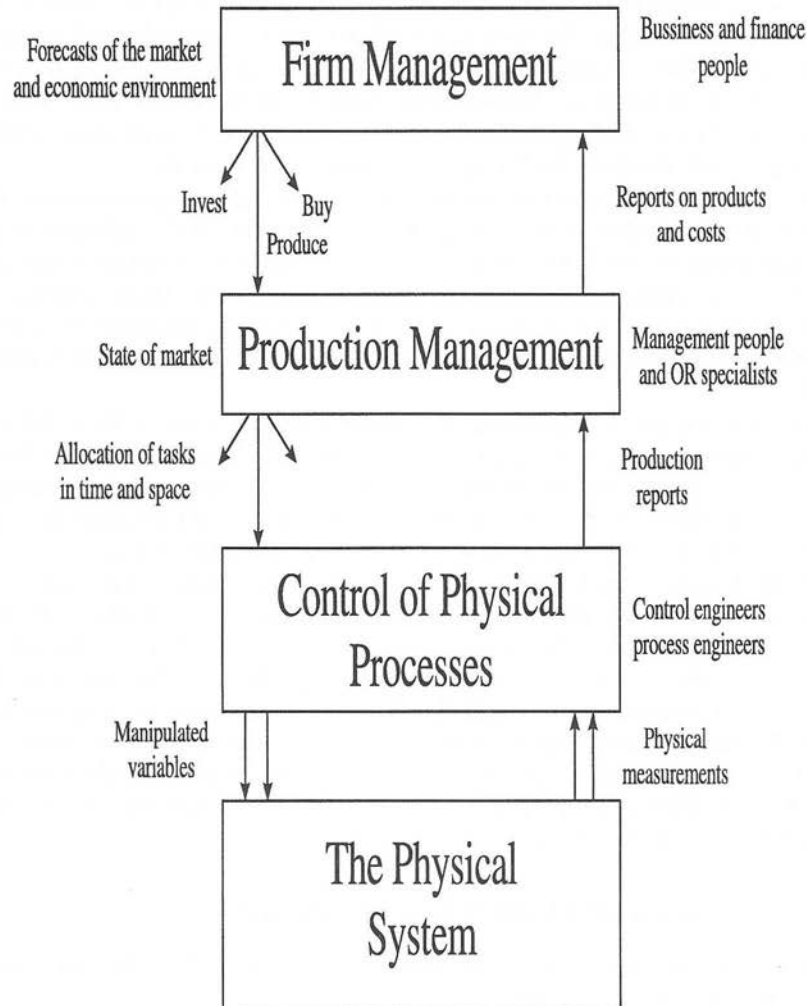 Forecasts of the market
and economic environment
Firm Management
Bussiness and finance
people
Invest
Buy
Produce
Reports on products
and costs
State of market
Production Management
Management people
and OR specialists
Allocation of tasks
in time and space
Production
reports
Control of Physical
Processes
Control engineers
process engineers
Manipulated
variables
Physical
measurements
The Physical
System